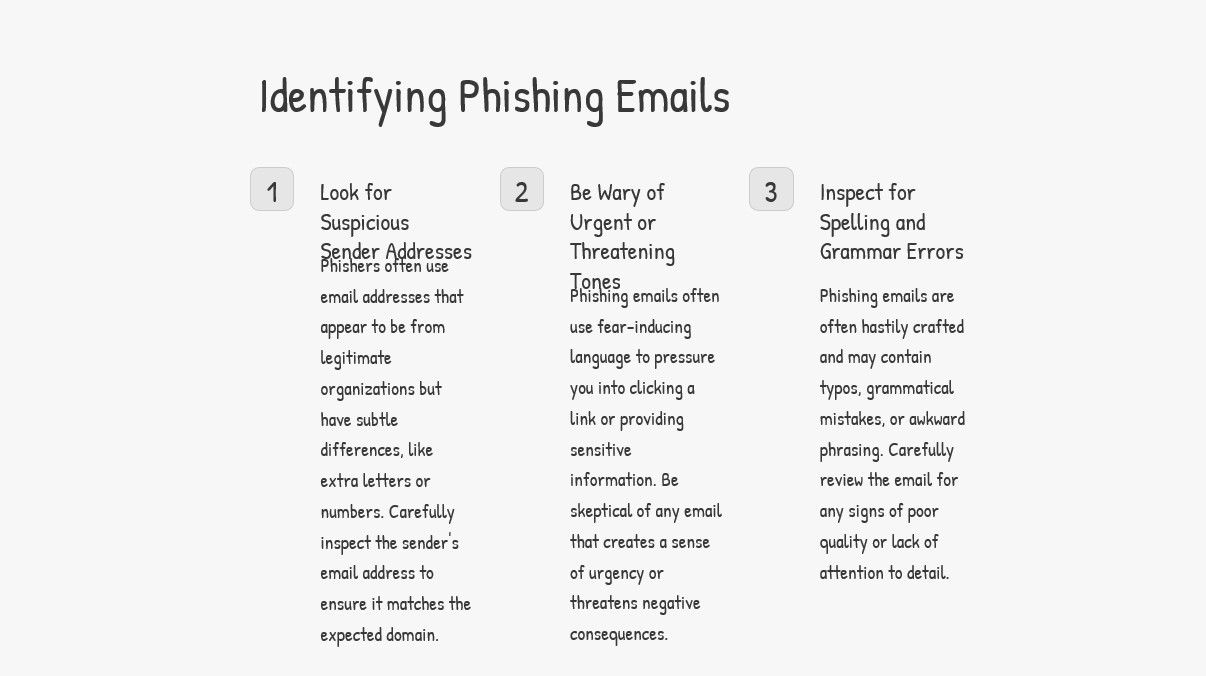 Identifying Phishing Emails
1
Look for
Suspicious
Sender Addresses
Phishers often use
email addresses that
appear to be from
legitimate
organizations but
have subtle
differences, like
extra letters or
numbers. Carefully
inspect the sender's
email address to
ensure it matches the
expected domain.
2
Be Wary of
Urgent or
Threatening
Tones
Phishing emails often
use fear-inducing
language to pressure
you into clicking a
link or providing
sensitive
information. Be
skeptical of any email
that creates a sense
of urgency or
threatens negative
consequences.
3
Inspect for
Spelling and
Grammar Errors
Phishing emails are
often hastily crafted
and may contain
typos, grammatical
mistakes, or awkward
phrasing. Carefully
review the email for
any signs of poor
quality or lack of
attention to detail.